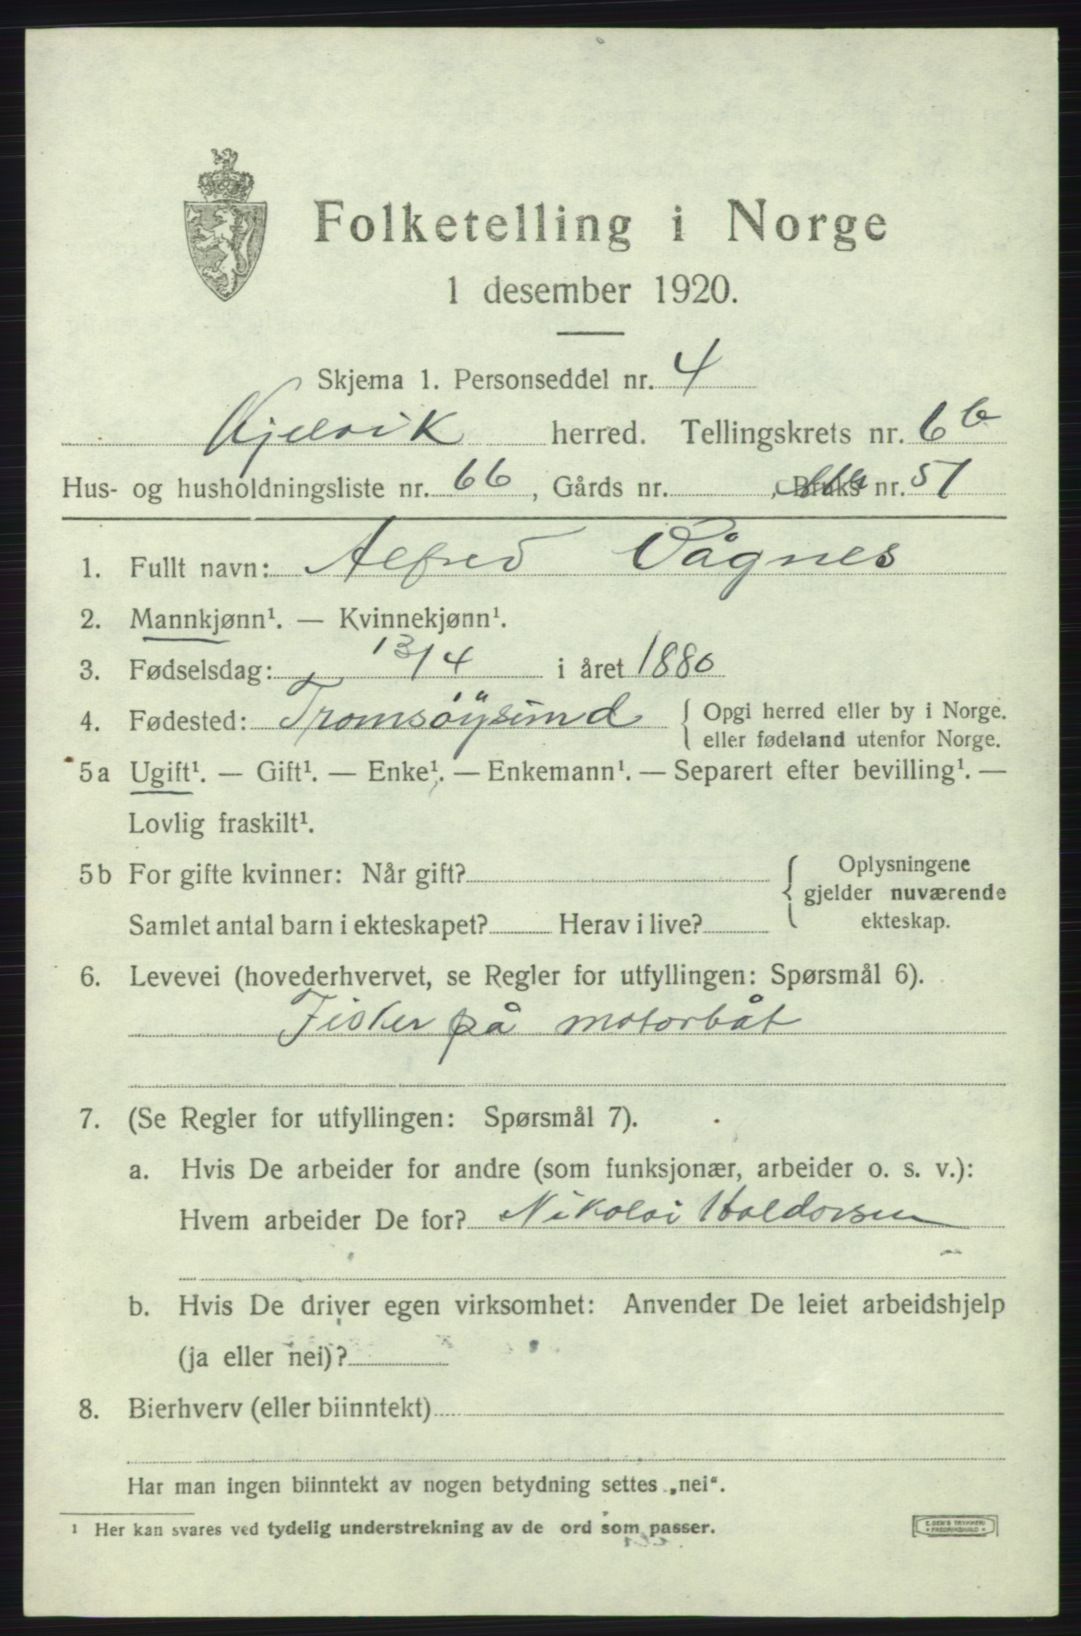 Folketelling i Norge
1 desember 1920.
Skjema 1. Personseddel nr. 4
Kjelvik herred. Tellingskrets nr. 6 b
Hus- og husholdningsliste nr. 66, Gårds nr. , Bruks nr. 51
1. Fullt navn: Alfred Vågnes
2. Mannkjønn¹. — Kvinnekjønn¹.
3. Fødselsdag: 13/4 i året 1880
4. Fødested: Tromsöysund { Opgi herred eller by i Norge.
eller fødeland utenfor Norge.
5a Ugift¹. — Gift¹. — Enke¹. — Enkemann¹. — Separert efter bevilling¹. —
Lovlig fraskilt¹.
5b For gifte kvinner: Når gift? { Oplysningene
gjelder nuværende
ekteskap.
Samlet antal barn i ekteskapet? Herav i live?
6. Levevei (hovederhvervet, se Regler for utfyllingen: Spørsmål 6).
Fisker på motorbåt
7. (Se Regler for utfyllingen: Spørsmål 7).
a. Hvis De arbeider for andre (som funksjonær, arbeider o. s. v.):
Hvem arbeider De for? Nikolai Haldorsen
b. Hvis De driver egen virksomhet: Anvender De leiet arbeidshjelp
(ja eller nei)?
8. Bierhverv (eller biinntekt)
Har man ingen biinntekt av nogen betydning settes „nei“.
¹ Her kan svares ved tydelig understrekning av de ord som passer.